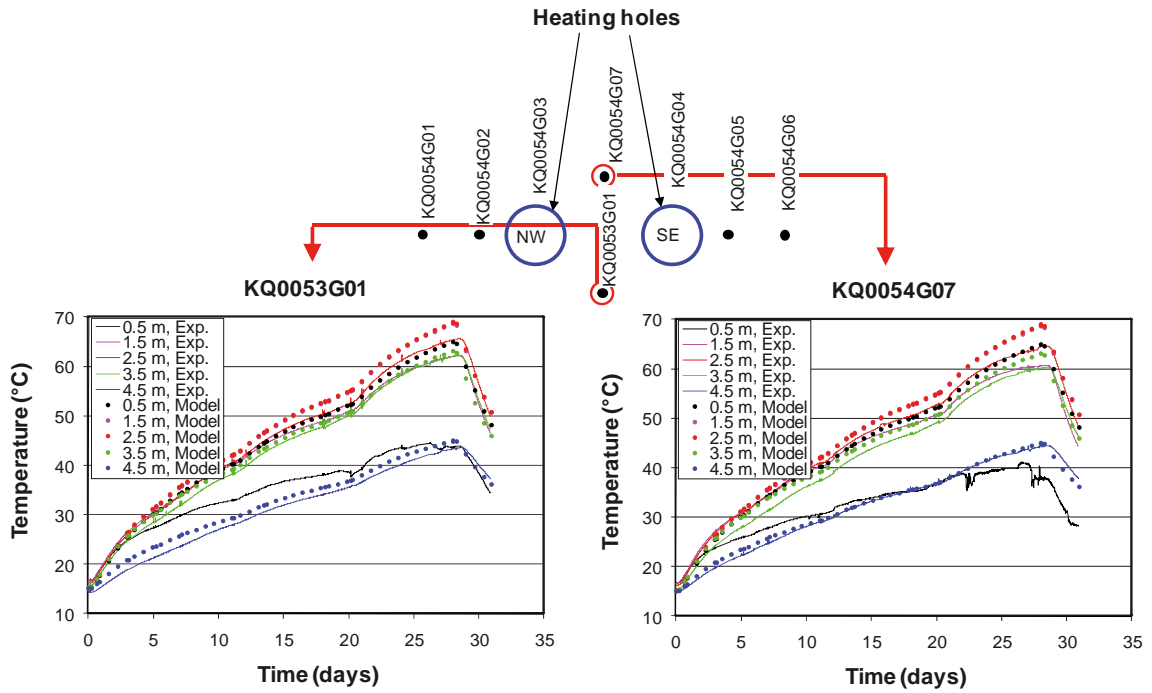 Heating holes
KQ0054G01
KQ0054G02
KQ0054G03
KQ0054G07
KQ0054G04
KQ0054G05
KQ0054G06
KQ0053G01
NW
SE
KQ0053G01
Temperature (°C)
70
60
50
40
30
20
10
0.5 m, Exp.
1.5 m, Exp.
2.5 m, Exp.
3.5 m, Exp.
4.5 m, Exp.
0.5 m, Model
1.5 m, Model
2.5 m, Model
3.5 m, Model
4.5 m, Model
0 5 10 15 20 25 30 35
Time (days)
KQ0054G07
Temperature (°C)
70
60
50
40
30
20
10
0.5 m, Exp.
1.5 m, Exp.
2.5 m, Exp.
3.5 m, Exp.
4.5 m, Exp.
0.5 m, Model
1.5 m, Model
2.5 m, Model
3.5 m, Model
4.5 m, Model
0 5 10 15 20 25 30 35
Time (days)